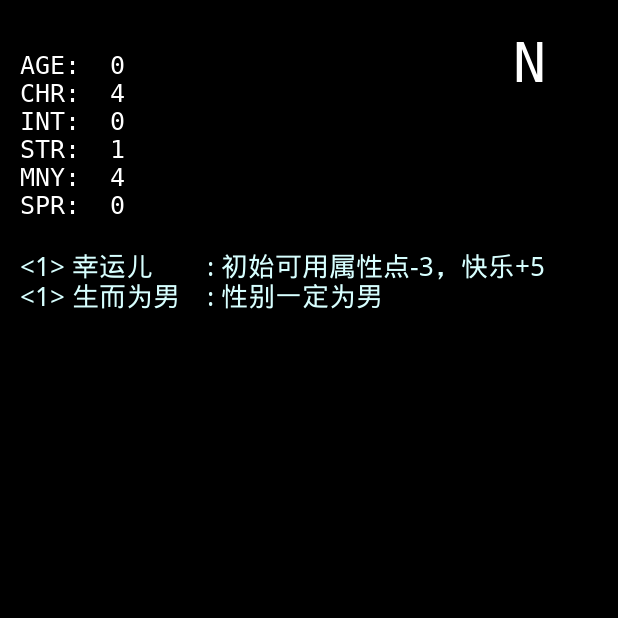 N
AGE: 0
CHR: 4
INT: 0
STR: 1
MNY: 4
SPR: 0
<1> 幸运儿 : 初始可用属性点-3，快乐+5
<1> 生而为男 : 性别一定为男